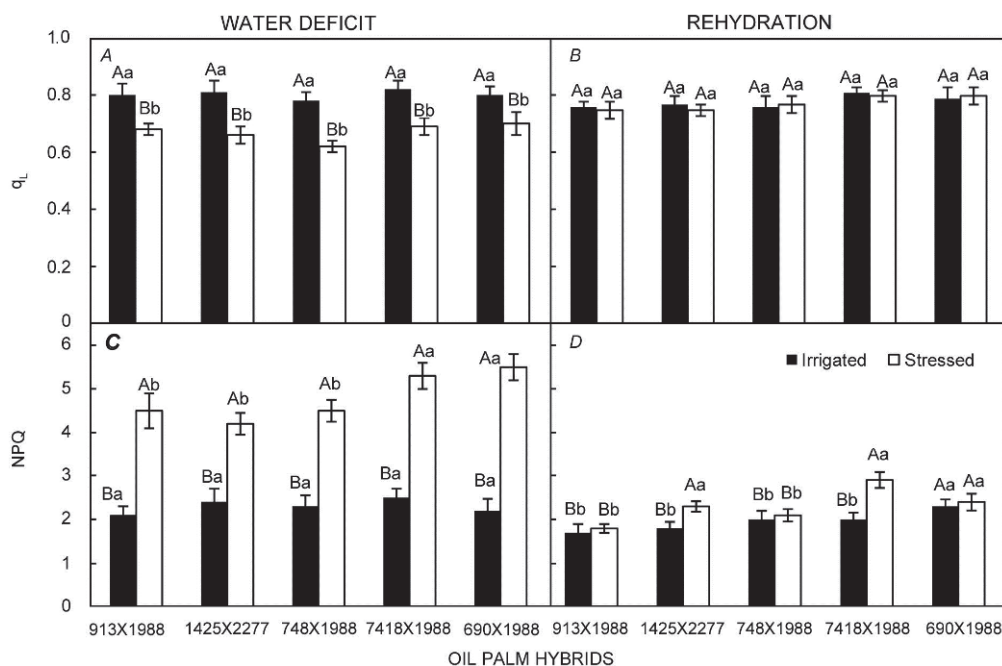 WATER DEFICIT REHYDRATION
A B
1.0
0.8
0.6
0.4
0.2
0
qL
Aa Bb Aa Bb Aa Bb Aa Bb Aa Bb
Aa Aa Aa Aa Aa Aa Aa Aa Aa Aa
C D
6
5
4
3
2
1
0
NPQ
Irrigated Stressed
Ba Ab Ba Ab Ba Ab Ba Aa Ba Aa
Bb Bb Bb Aa Bb Bb Bb Aa Aa Aa
913X1988 1425X2277 748X1988 7418X1988 690X1988 913X1988 1425X2277 748X1988 7418X1988 690X1988
OIL PALM HYBRIDS